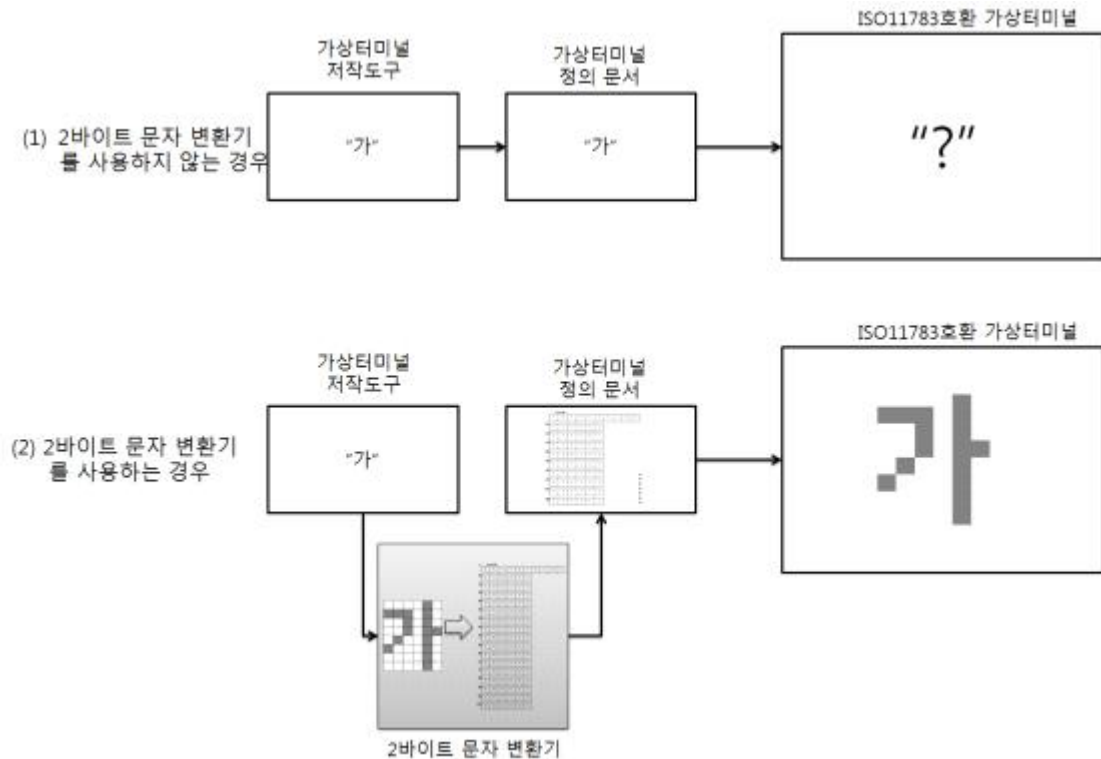 ISO11783호환 가상터미널
가상터미널
저작도구
가상터미널
정의 문서
(1) 2바이트 문자 변환기
를 사용하지 않는 경우
"가"
"가"
"?"
ISO11783호환 가상터미널
가상터미널
저작도구
가상터미널
정의 문서
(2) 2바이트 문자 변환기
를 사용하는 경우
"가"
가
가
2바이트 문자 변환기